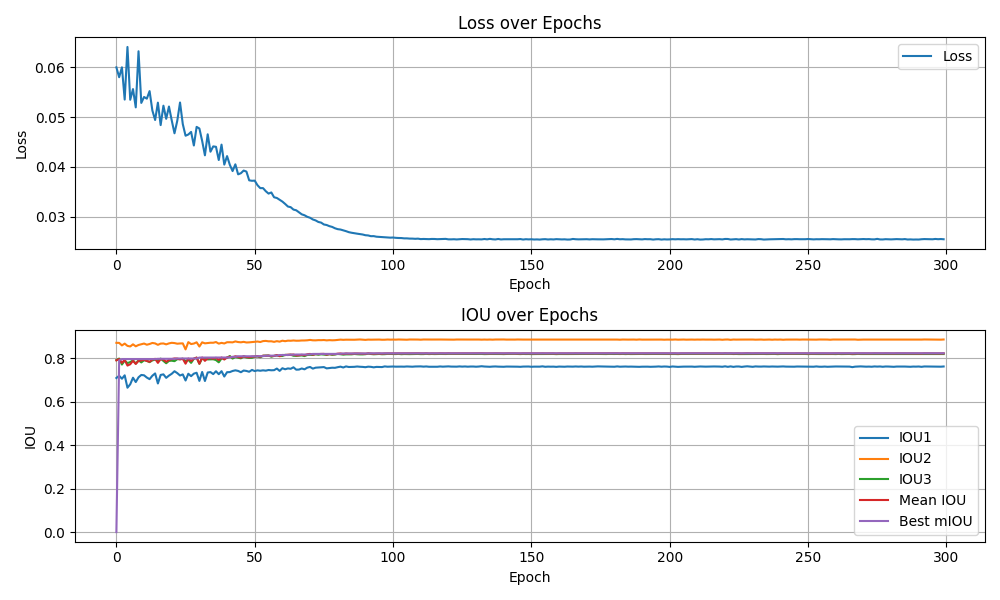 Loss over Epochs
Loss
0.06
0.05
0.04
0.03
Loss
0 50 100 150 200 250 300
Epoch
IOU over Epochs
0.8
0.6
0.4
0.2
0.0
IOU
IOU1
IOU2
IOU3
Mean IOU
Best mIOU
0 50 100 150 200 250 300
Epoch